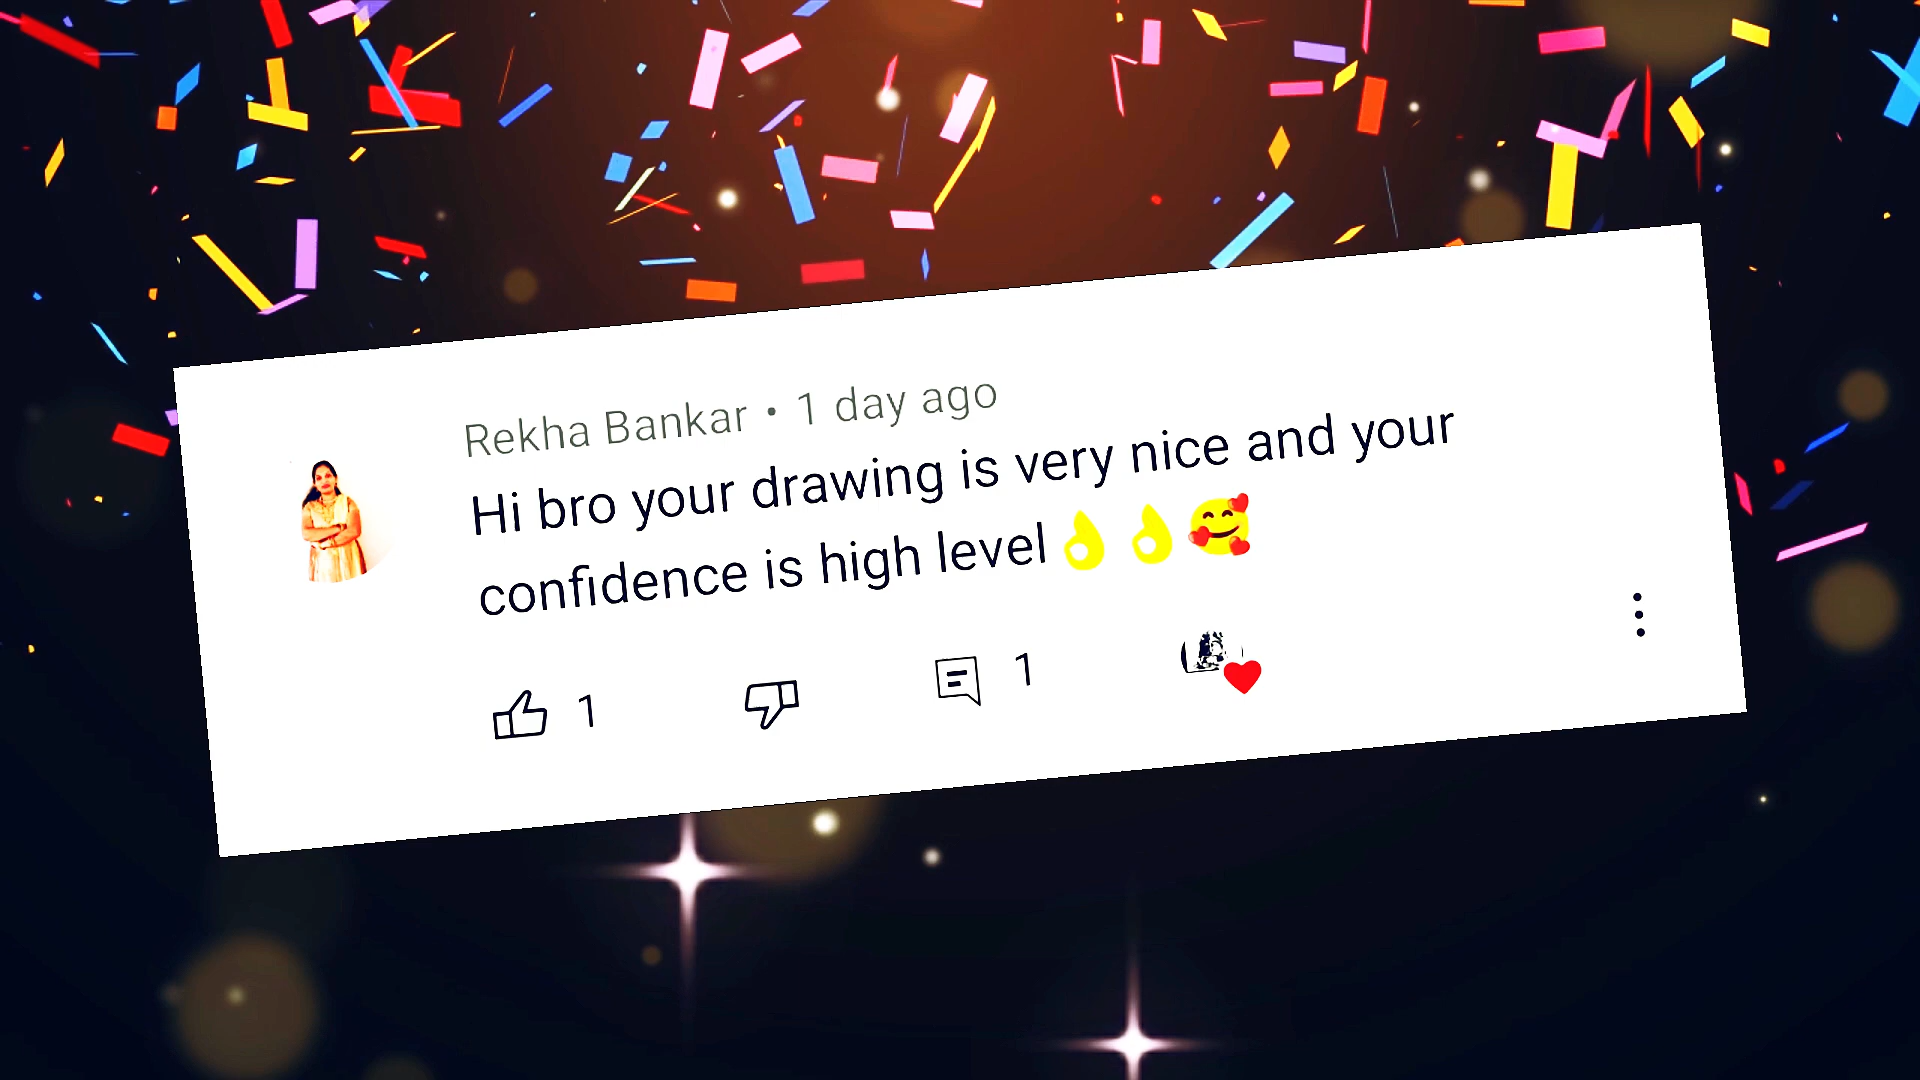 Rekha Bankar • 1 day ago
Hi bro your drawing is very nice and your
confidence is high level👌👌🥰
1
1